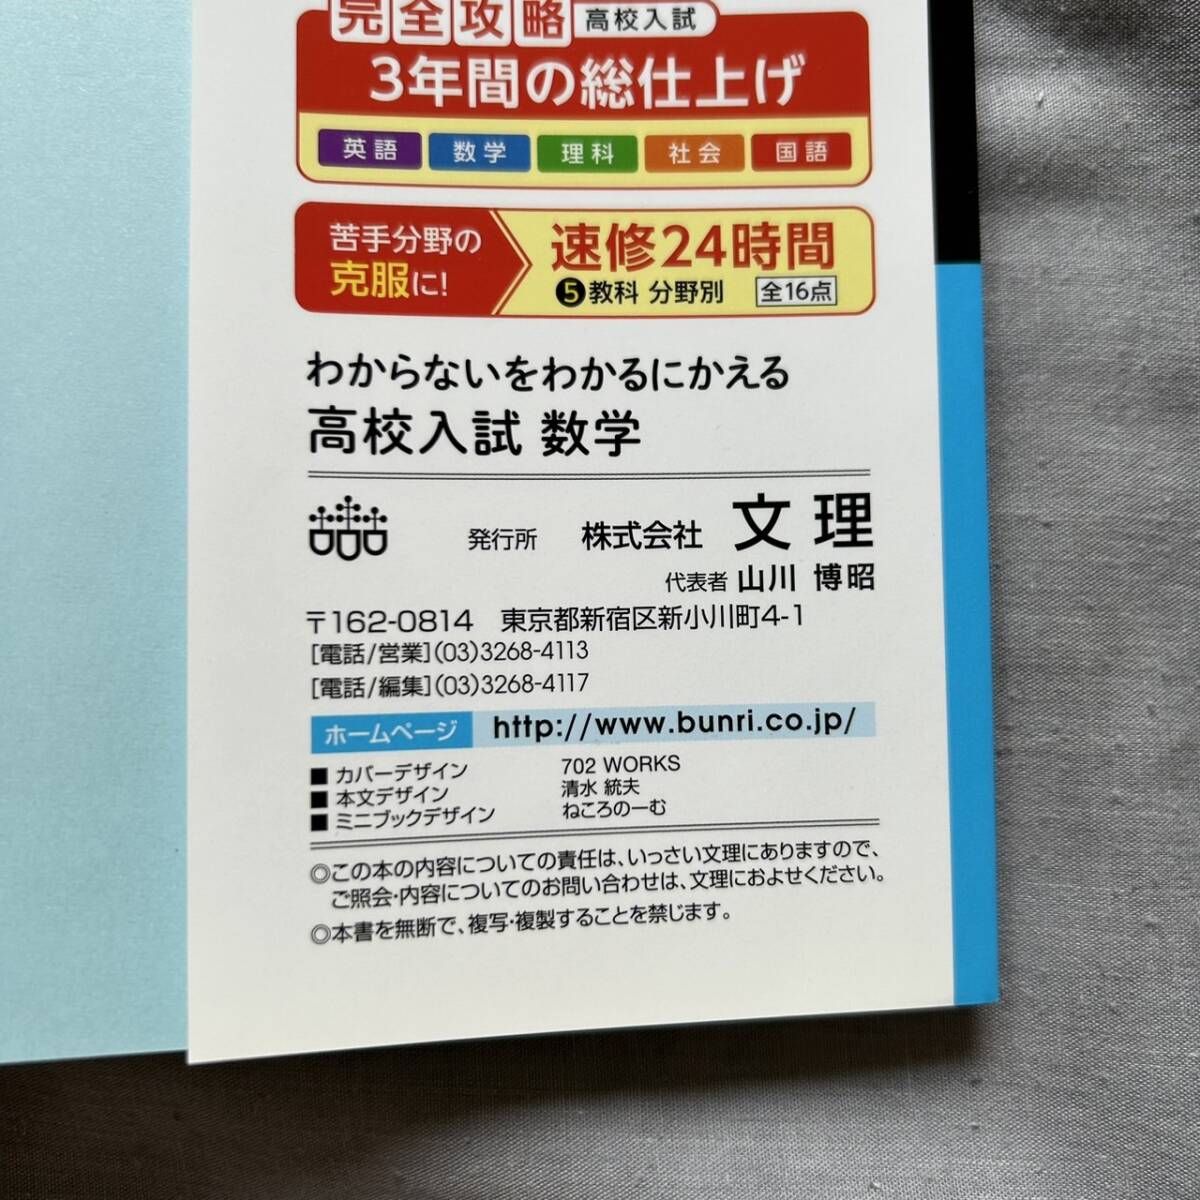 完全攻略 高校入試
3年間の総仕上げ
英語 数学 理科 社会 国語
苦手分野の
克服に!
速修24時間
❺教科 分野別 全16点
わからないをわかるにかえる
高校入試 数学
発行所 株式会社 文理
代表者 山川 博昭
〒162-0814 東京都新宿区新小川町4-1
[電話/営業](03)3268-4113
[電話/編集](03)3268-4117
ホームページ http://www.bunri.co.jp/
■ カバーデザイン 702 WORKS
■ 本文デザイン 清水 統夫
■ ミニブックデザイン ねころのーむ
◎この本の内容についての責任は、いっさい文理にありますので、
ご照会・内容についてのお問い合わせは、文理におよせください。
◎本書を無断で、複写・複製することを禁じます。